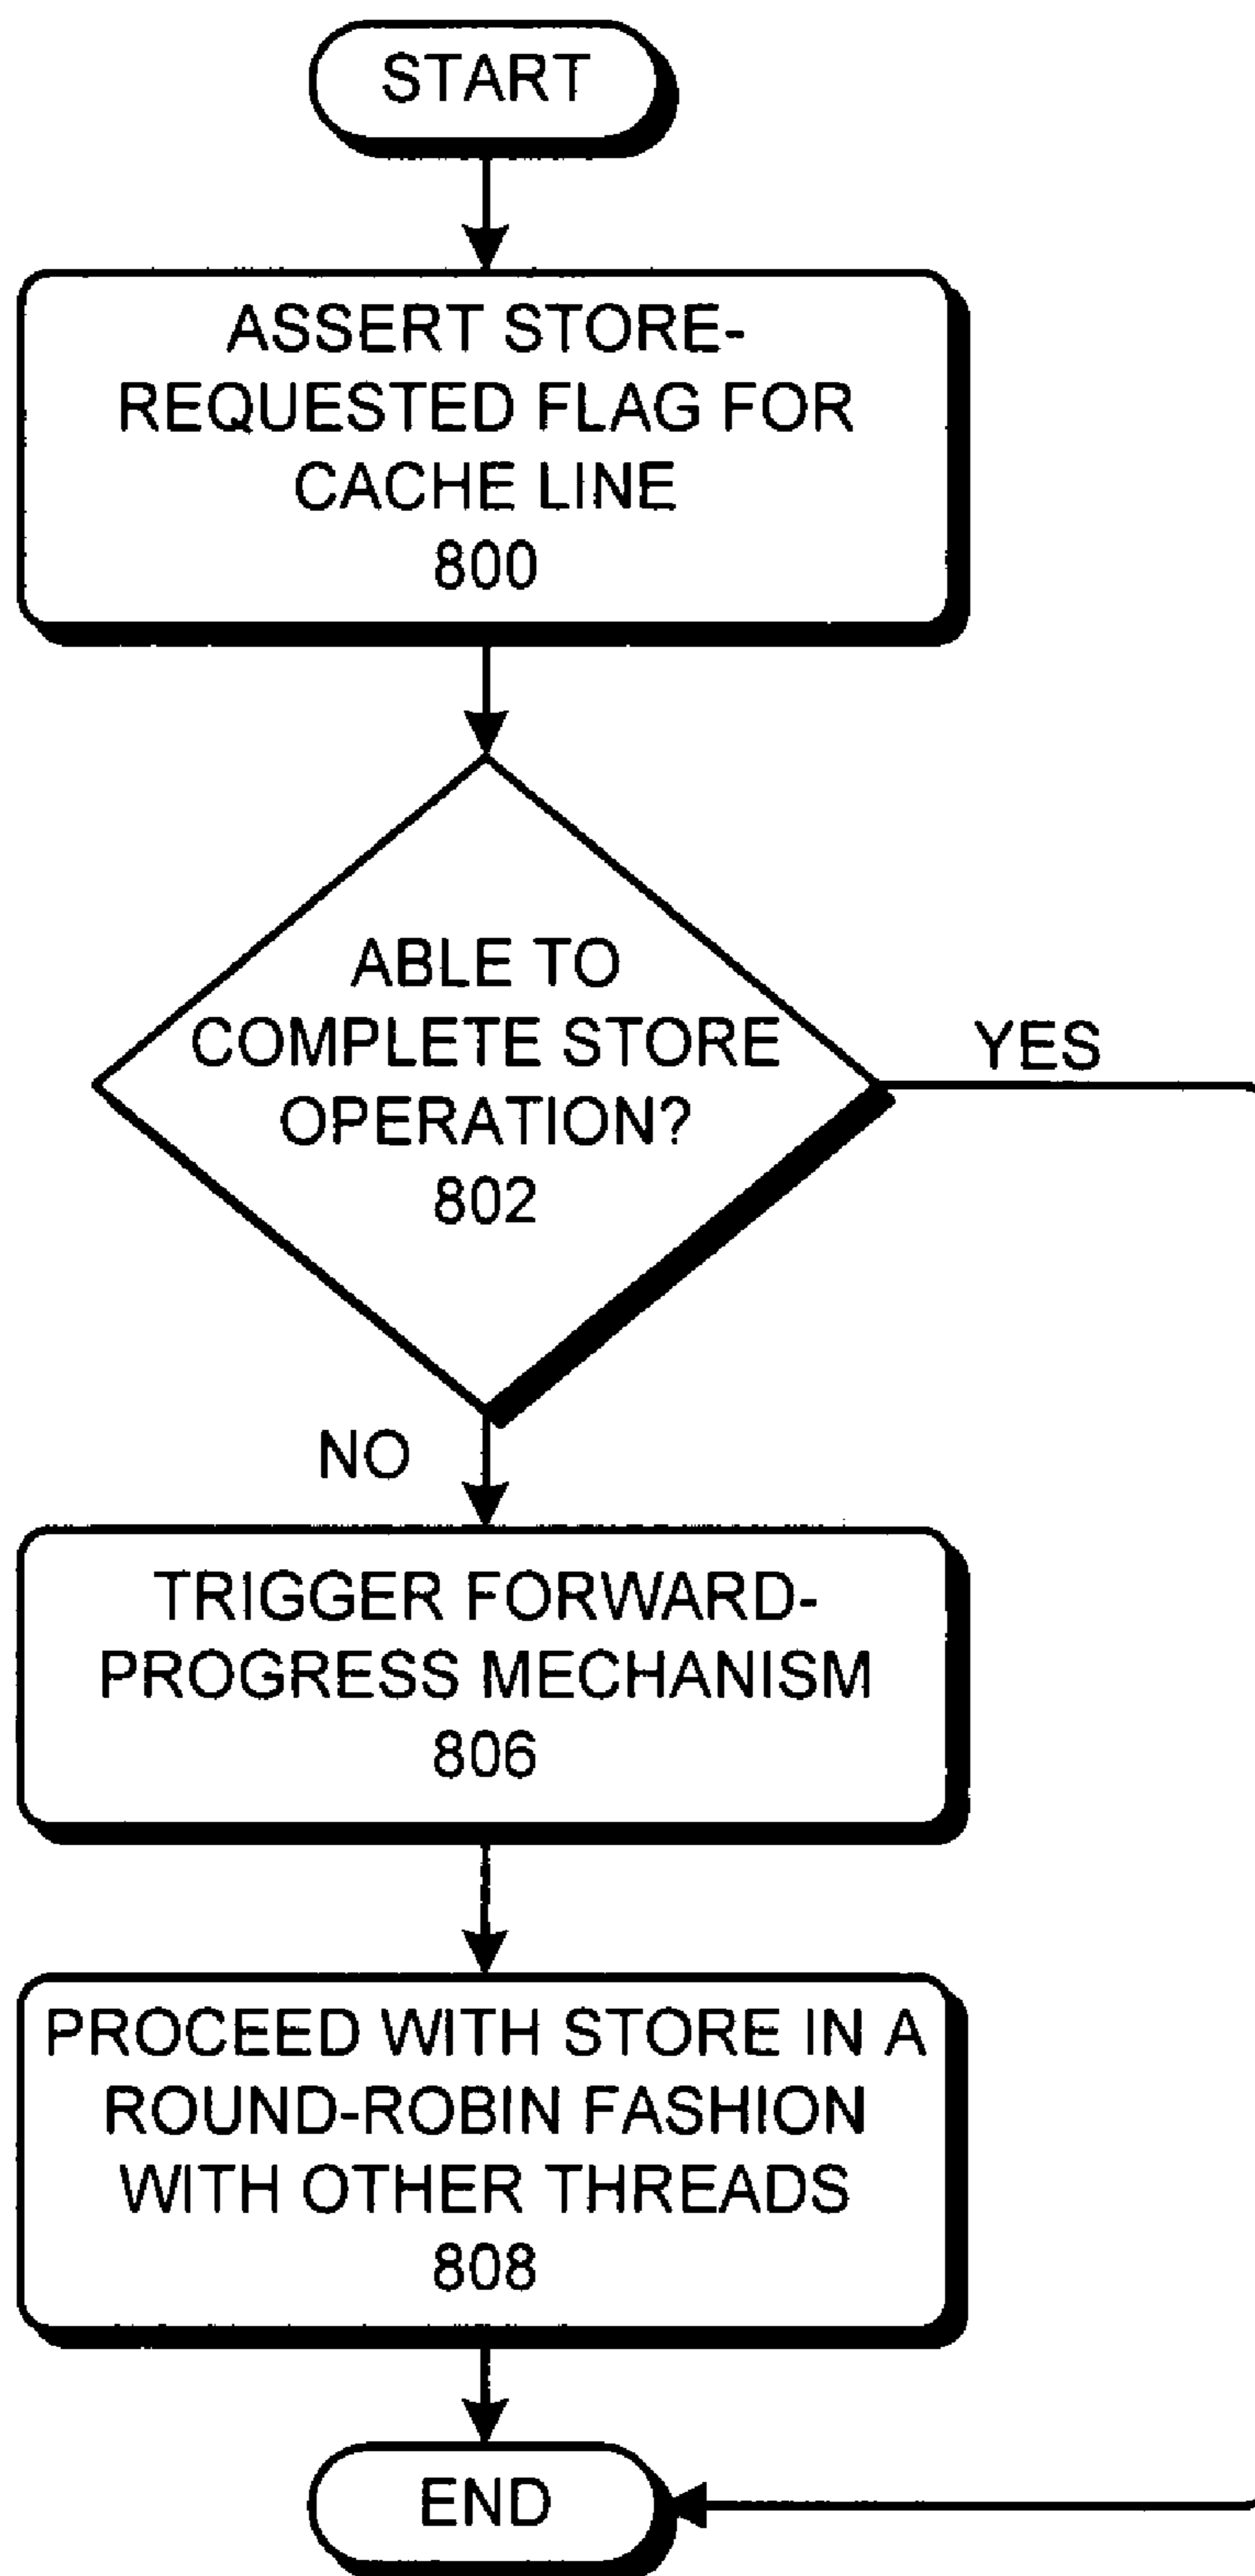 START
ASSERT STORE-
REQUESTED FLAG FOR
CACHE LINE
800
ABLE TO
COMPLETE STORE
OPERATION?
802
YES
NO
TRIGGER FORWARD-
PROGRESS MECHANISM
806
PROCEED WITH STORE IN A
ROUND-ROBIN FASHION
WITH OTHER THREADS
808
END